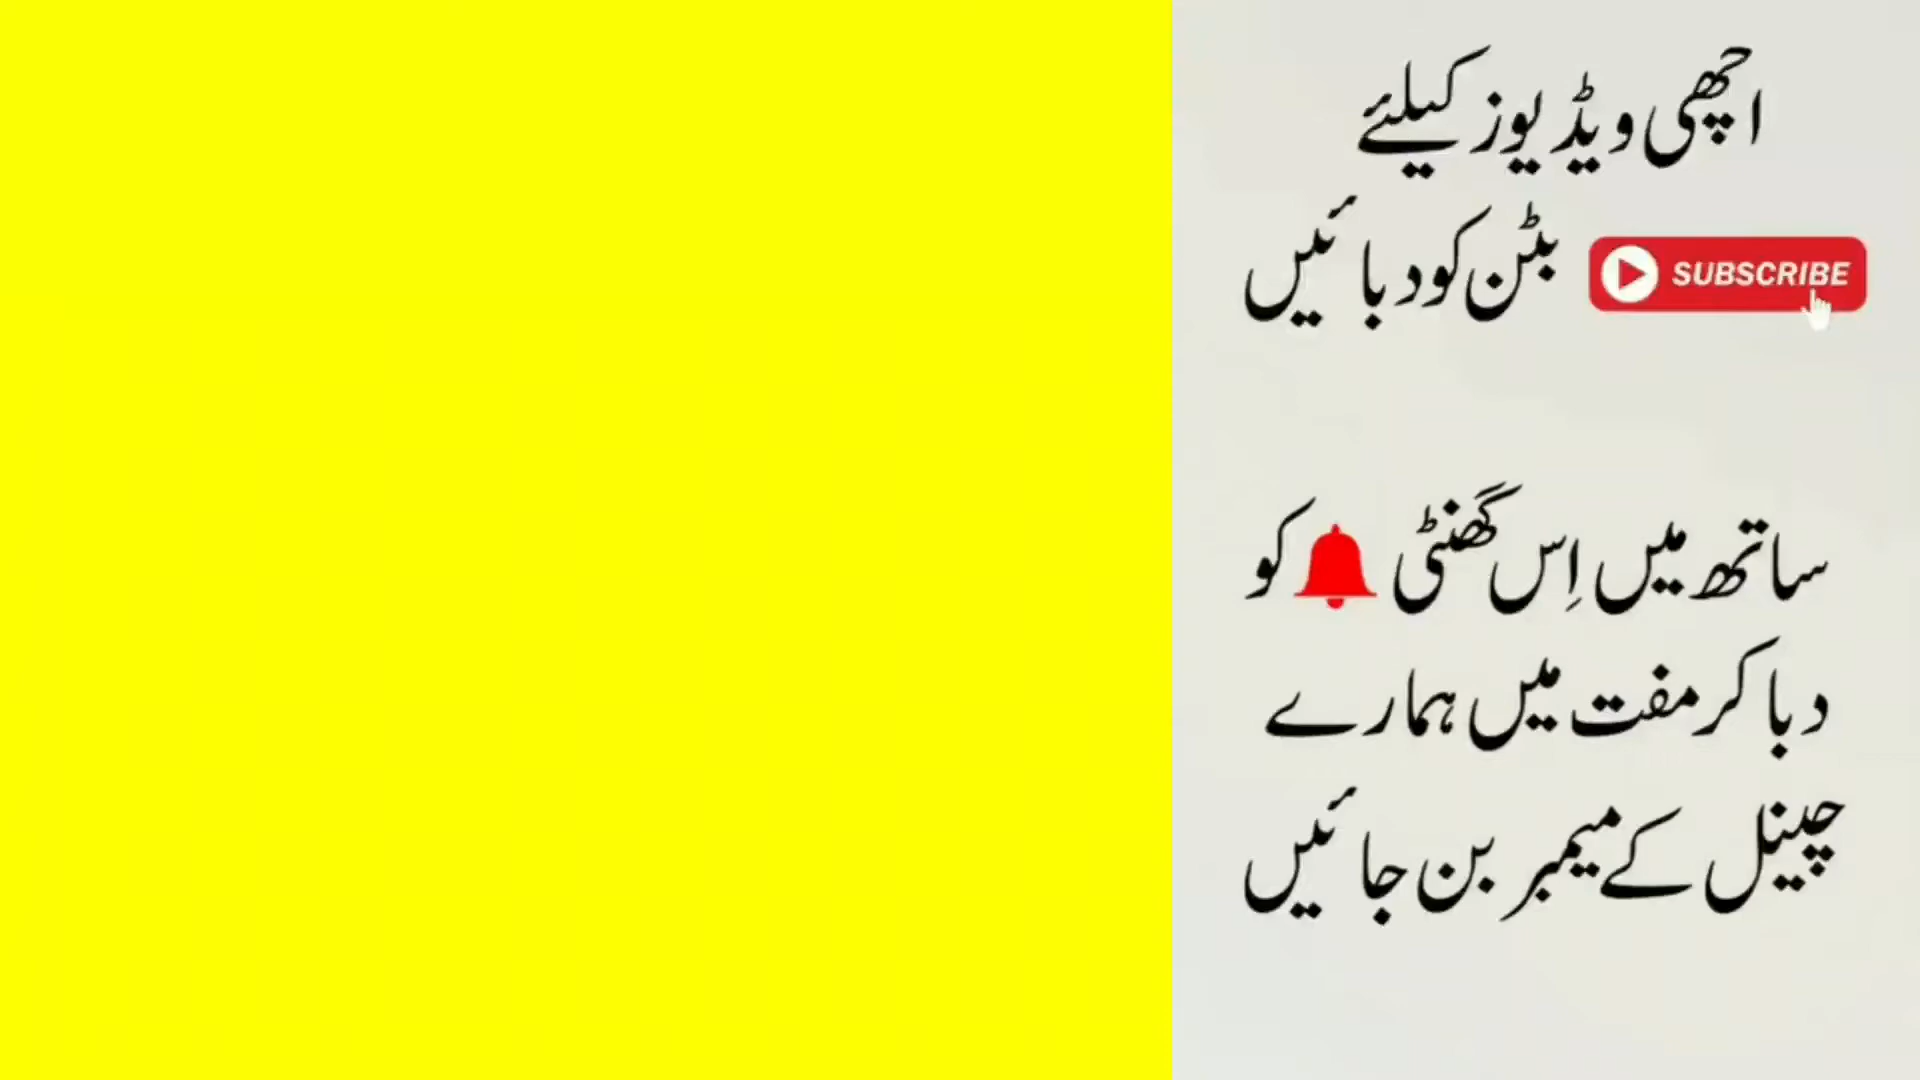 اچھی ویڈیوز کیلئے
SUBSCRIBE بٹن کو دبائیں
ساتھ میں اِس گھنٹی کو
دبا کر مفت میں ہمارے
چینل کے میمبر بن جائیں